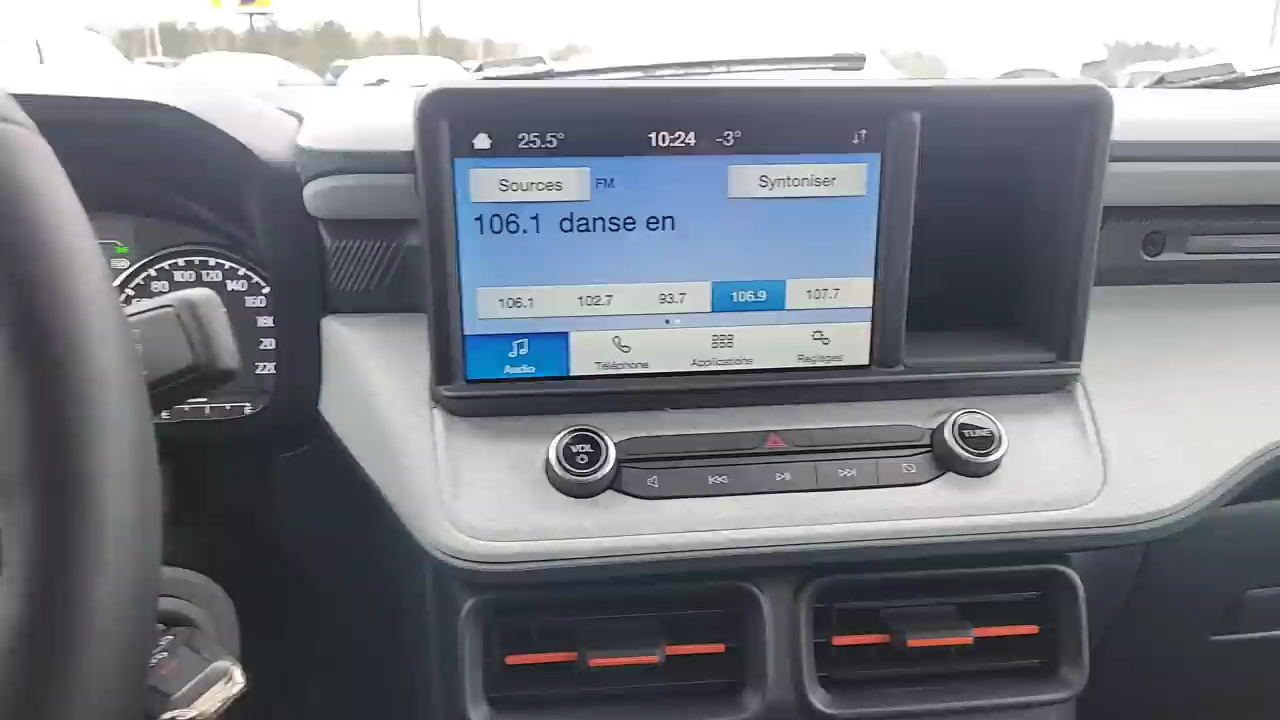 25.5° 10:24 -3°
Sources FM Syntoniser
106.1 danse en
106.1 102.7 93.7 106.9 107.7
Audio Téléphone Applications Réglages
80 100 120 140 160
220
VOL
TUNE
E F